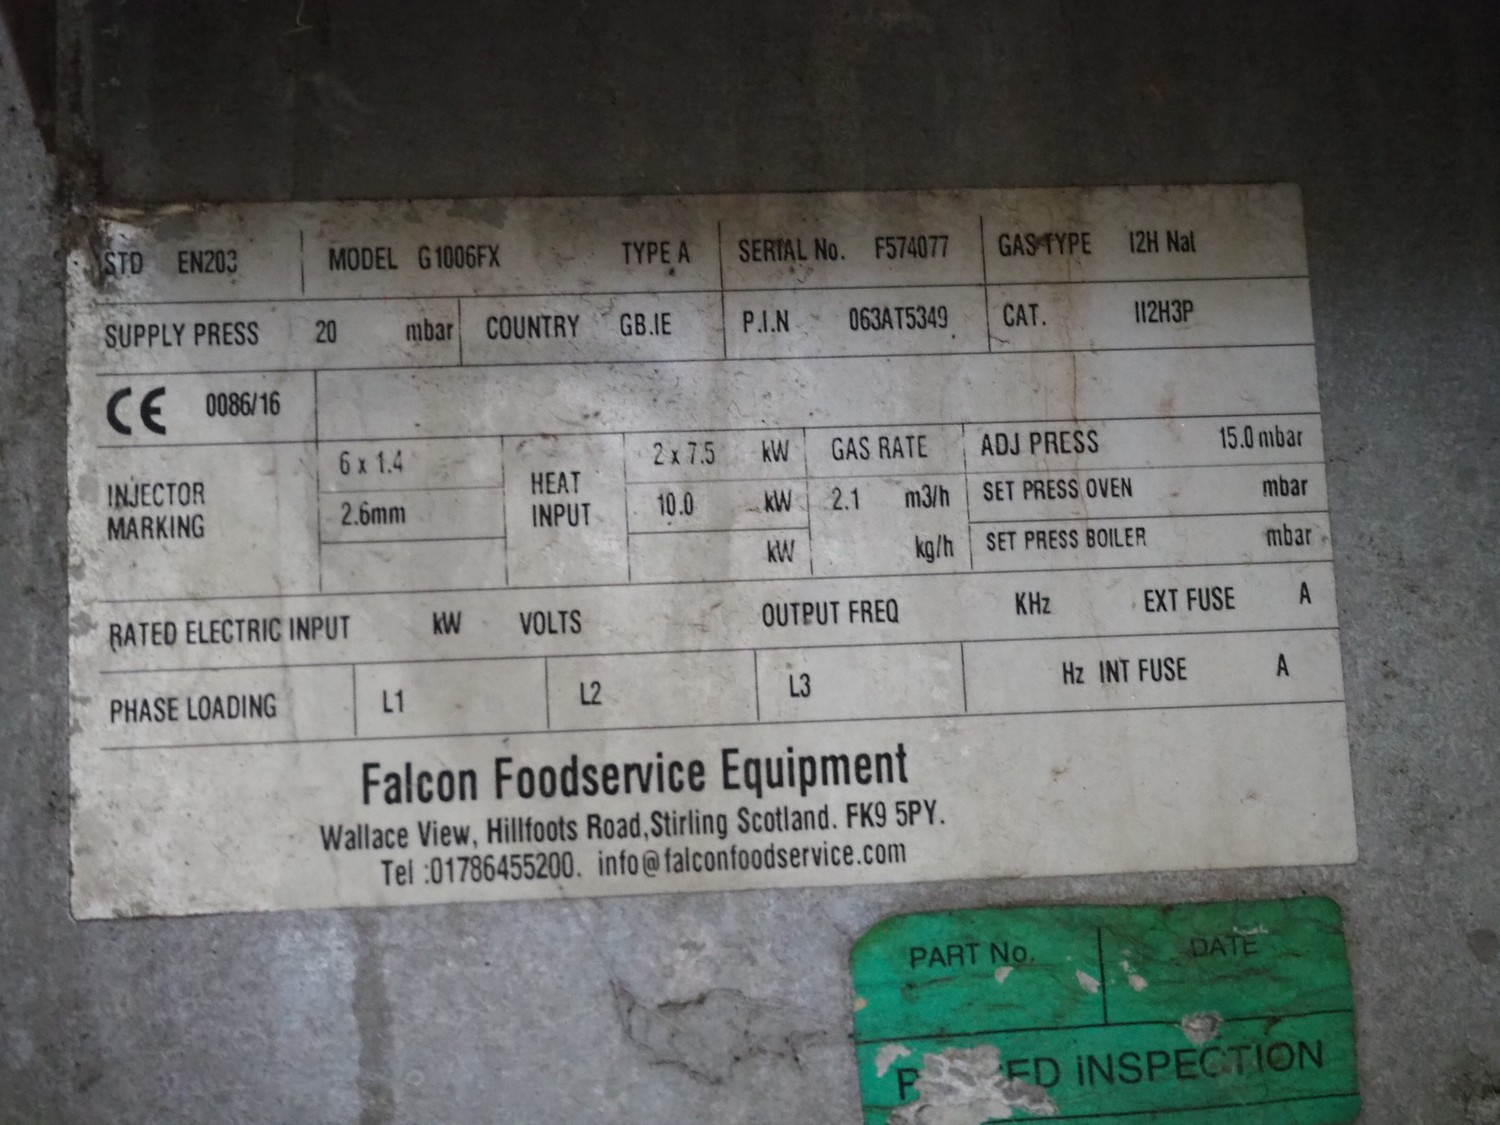 STD EN203 MODEL G1006FX TYPE A SERIAL No. F574077 GAS TYPE I2H Nat
SUPPLY PRESS 20 mbar COUNTRY GB.IE P.I.N 063AT5349 CAT. II2H3P
CE 0086/16
INJECTOR MARKING
6 x 1.4
2.6mm
HEAT INPUT
2 x 7.5 kW
10.0 kW
kW
GAS RATE
2.1 m3/h
kg/h
ADJ PRESS 15.0 mbar
SET PRESS OVEN mbar
SET PRESS BOILER mbar
RATED ELECTRIC INPUT kW VOLTS OUTPUT FREQ KHz EXT FUSE A
PHASE LOADING L1 L2 L3 Hz INT FUSE A
Falcon Foodservice Equipment
Wallace View, Hillfoots Road,Stirling Scotland. FK9 5PY.
Tel :01786455200. info@falconfoodservice.com
PART No. DATE
INSPECTION